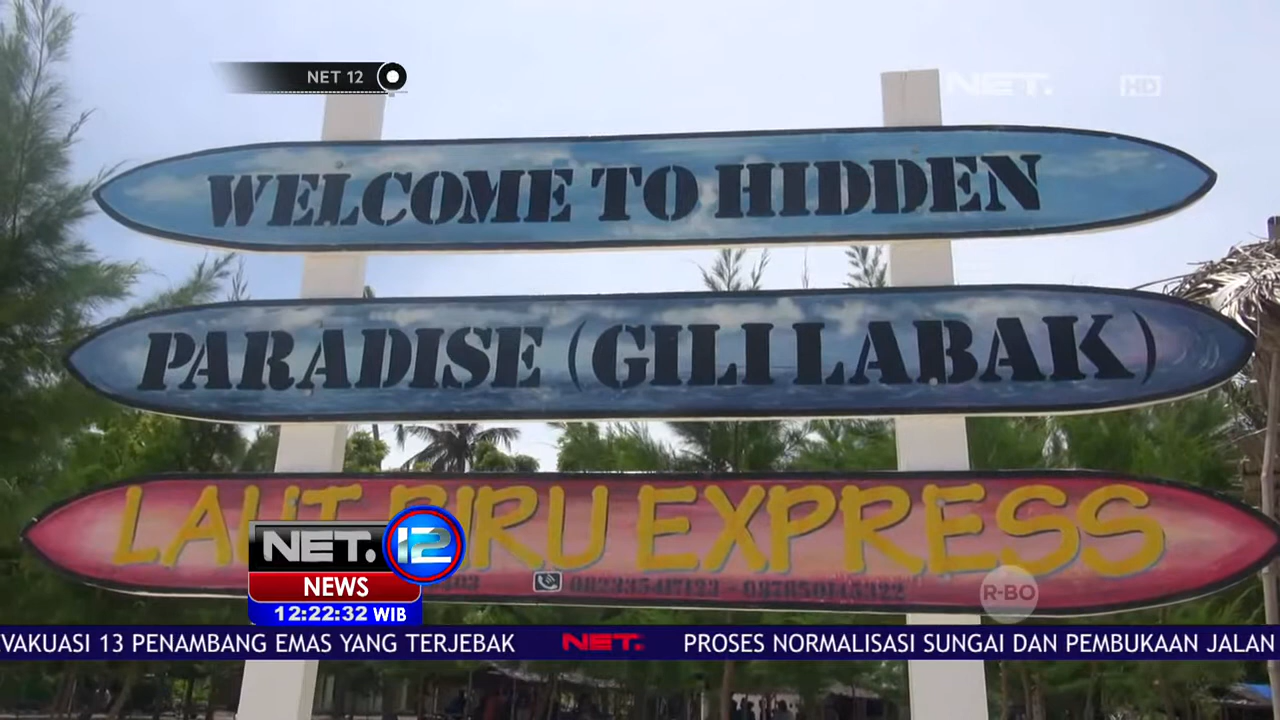 NET 12
NET.
HD
WELCOME TO HIDDEN
PARADISE (GILI LABAK)
LAUT BIRU EXPRESS
NET. 12
NEWS
12:22:32 WIB
R-BO
VAKUASI 13 PENAMBANG EMAS YANG TERJEBAK NET. PROSES NORMALISASI SUNGAI DAN PEMBUKAAN JALAN